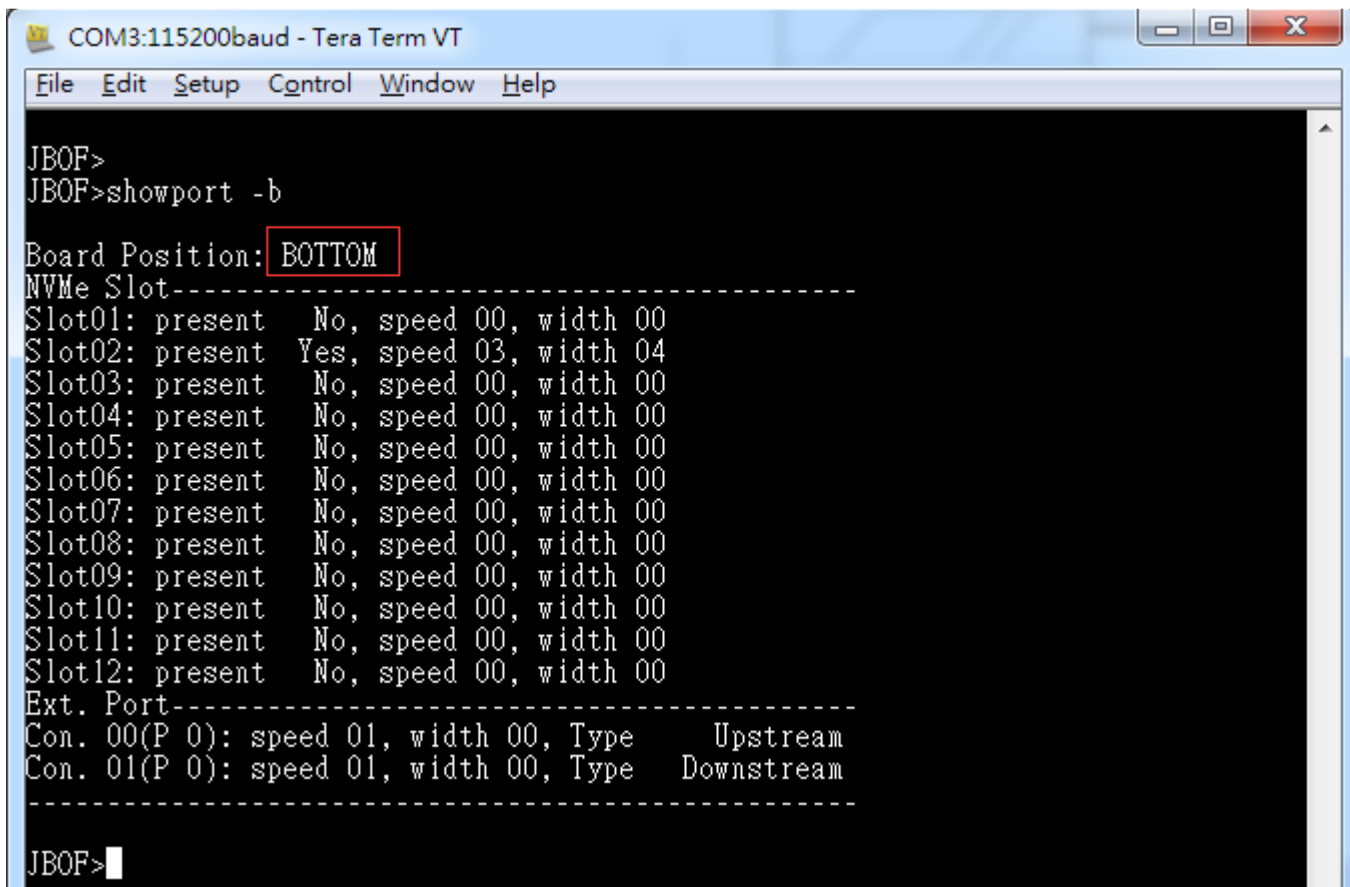 COM3:115200baud - Tera Term VT
File Edit Setup Control Window Help
JBOF>
JBOF>showport -b
Board Position: BOTTOM
NVMe Slot-------------------------------------------
Slot01: present   No, speed 00, width 00
Slot02: present  Yes, speed 03, width 04
Slot03: present   No, speed 00, width 00
Slot04: present   No, speed 00, width 00
Slot05: present   No, speed 00, width 00
Slot06: present   No, speed 00, width 00
Slot07: present   No, speed 00, width 00
Slot08: present   No, speed 00, width 00
Slot09: present   No, speed 00, width 00
Slot10: present   No, speed 00, width 00
Slot11: present   No, speed 00, width 00
Slot12: present   No, speed 00, width 00
Ext. Port-------------------------------------------
Con. 00(P 0): speed 01, width 00, Type     Upstream
Con. 01(P 0): speed 01, width 00, Type   Downstream
----------------------------------------------------
JBOF>